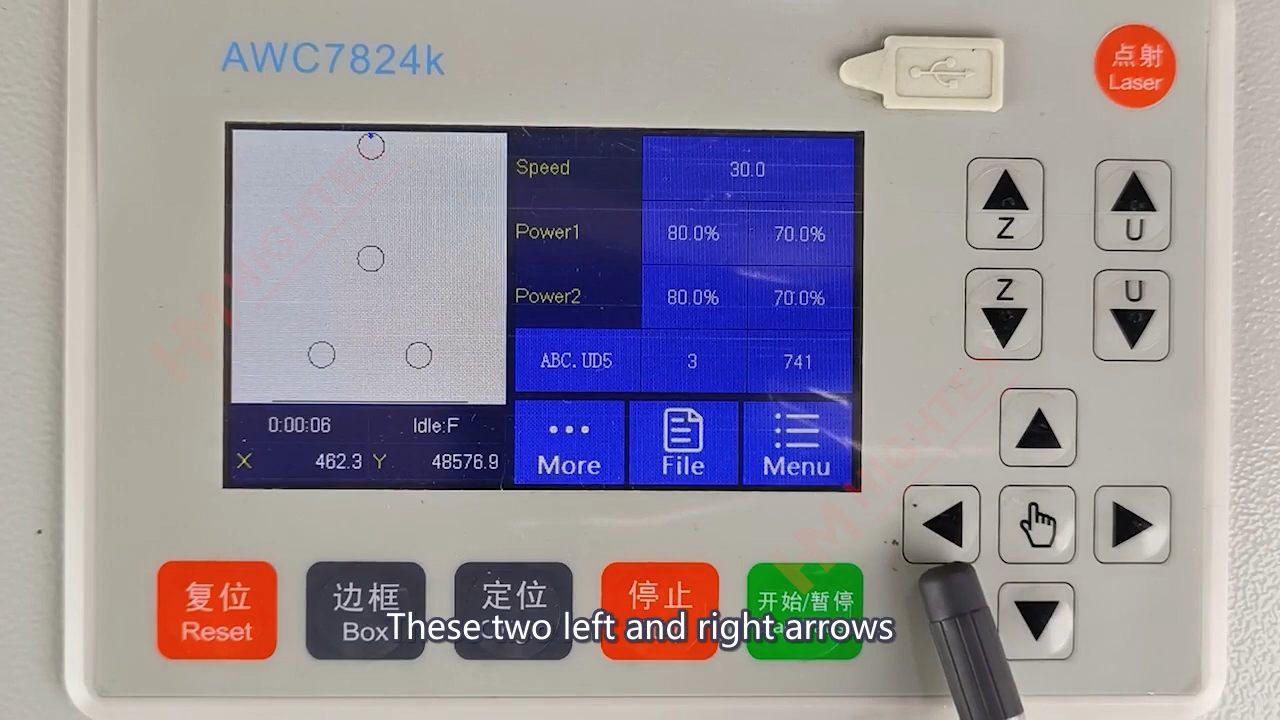 AWC7824k
点射
Laser
Speed
30.0
Power1
80.0%
70.0%
Power2
80.0%
70.0%
ABC.UD5
3
741
0:00:06
Idle:F
X
462.3
Y
48576.9
More
File
Menu
Z
U
Z
U
复位
Reset
边框
Box
定位
停止
开始/暂停
These two left and right arrows